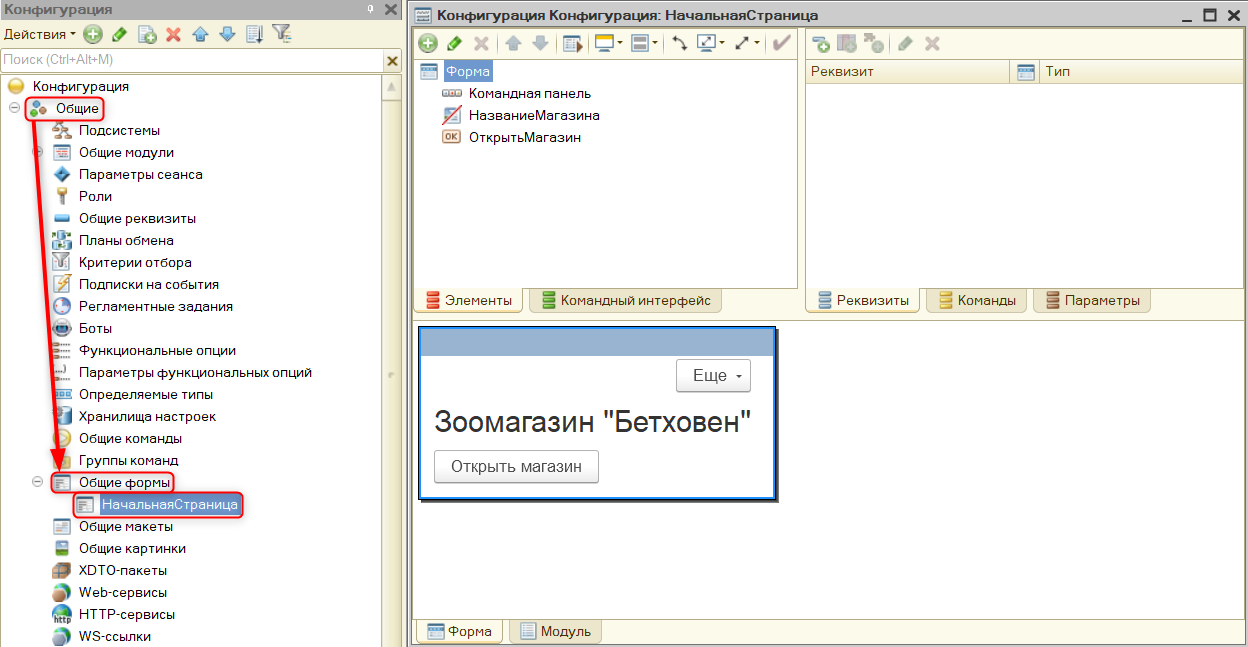 Конфигурация
Действия
Поиск (Ctrl+Alt+M)
Конфигурация
Общие
Подсистемы
Общие модули
Параметры сеанса
Роли
Общие реквизиты
Планы обмена
Критерии отбора
Подписки на события
Регламентные задания
Боты
Функциональные опции
Параметры функциональных опций
Определяемые типы
Хранилища настроек
Общие команды
Группы команд
Общие формы
НачальнаяСтраница
Общие макеты
Общие картинки
XDTO-пакеты
Web-сервисы
HTTP-сервисы
WS-ссылки
Конфигурация Конфигурация: НачальнаяСтраница
Форма
Командная панель
НазваниеМагазина
OK ОткрытьМагазин
Элементы Командный интерфейс
Реквизит Тип
Реквизиты Команды Параметры
Еще
Зоомагазин "Бетховен"
Открыть магазин
Форма Модуль